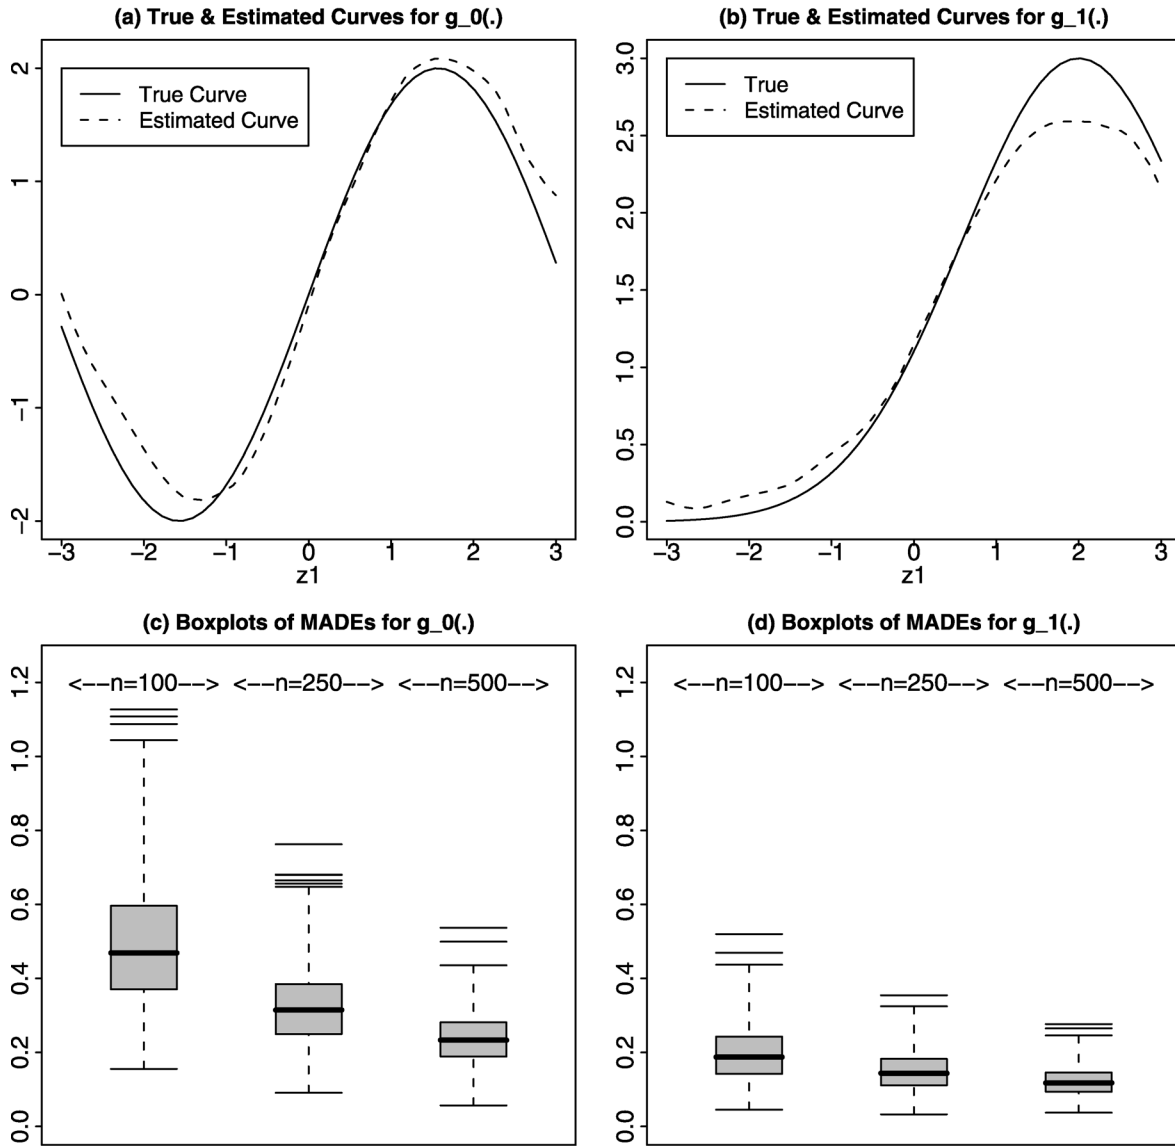 (a) True & Estimated Curves for g_0(.)
True Curve
Estimated Curve
2
1
0
−1
−2
−3 −2 −1 0 1 2 3
z1
(b) True & Estimated Curves for g_1(.)
True
Estimated Curve
3.0
2.5
2.0
1.5
1.0
0.5
0.0
−3 −2 −1 0 1 2 3
z1
(c) Boxplots of MADEs for g_0(.)
<−−n=100−−> <−−n=250−−> <−−n=500−−>
1.2
1.0
0.8
0.6
0.4
0.2
0.0
(d) Boxplots of MADEs for g_1(.)
<−−n=100−−> <−−n=250−−> <−−n=500−−>
1.2
1.0
0.8
0.6
0.4
0.2
0.0